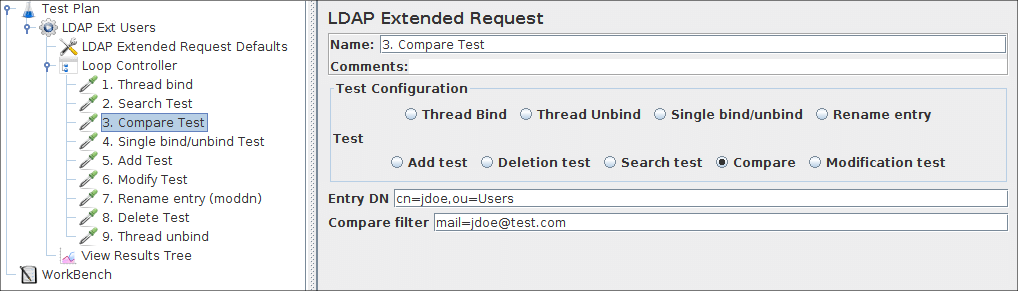 Test Plan
LDAP Ext Users
LDAP Extended Request Defaults
Loop Controller
1. Thread bind
2. Search Test
3. Compare Test
4. Single bind/unbind Test
5. Add Test
6. Modify Test
7. Rename entry (moddn)
8. Delete Test
9. Thread unbind
View Results Tree
WorkBench
LDAP Extended Request
Name: 3. Compare Test
Comments:
Test Configuration
Thread Bind Thread Unbind Single bind/unbind Rename entry
Test
Add test Deletion test Search test Compare Modification test
Entry DN cn=jdoe,ou=Users
Compare filter mail=jdoe@test.com